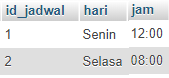 id_jadwal hari jam
1 Senin 12:00
2 Selasa 08:00